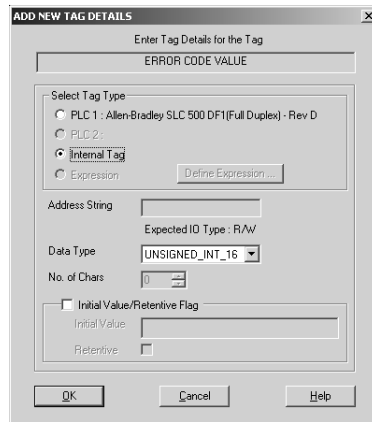 ADD NEW TAG DETAILS
Enter Tag Details for the Tag
ERROR CODE VALUE
Select Tag Type
PLC 1 : Allen-Bradley SLC 500 DF1(Full Duplex) - Rev D
PLC 2 :
Internal Tag
Expression Define Expression ...
Address String
Expected IO Type : R/W
Data Type UNSIGNED_INT_16
No. of Chars 0
Initial Value/Retentive Flag
Initial Value
Retentive
OK Cancel Help